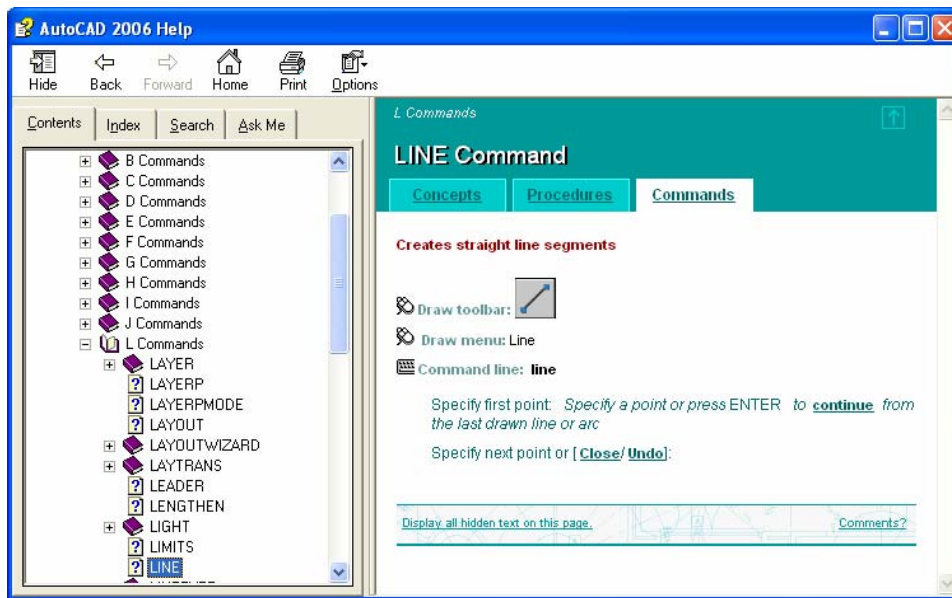 AutoCAD 2006 Help
Hide Back Forward Home Print Options
Contents Index Search Ask Me
B Commands
C Commands
D Commands
E Commands
F Commands
G Commands
H Commands
I Commands
J Commands
L Commands
LAYER
LAYERP
LAYERPMODE
LAYOUT
LAYOUTWIZARD
LAYTRANS
LEADER
LENGTHEN
LIGHT
LIMITS
LINE
L Commands
LINE Command
Concepts Procedures Commands
Creates straight line segments
Draw toolbar:
Draw menu: Line
Command line: line
Specify first point: Specify a point or press ENTER to continue from
the last drawn line or arc
Specify next point or [Close/Undo]:
Display all hidden text on this page. Comments?